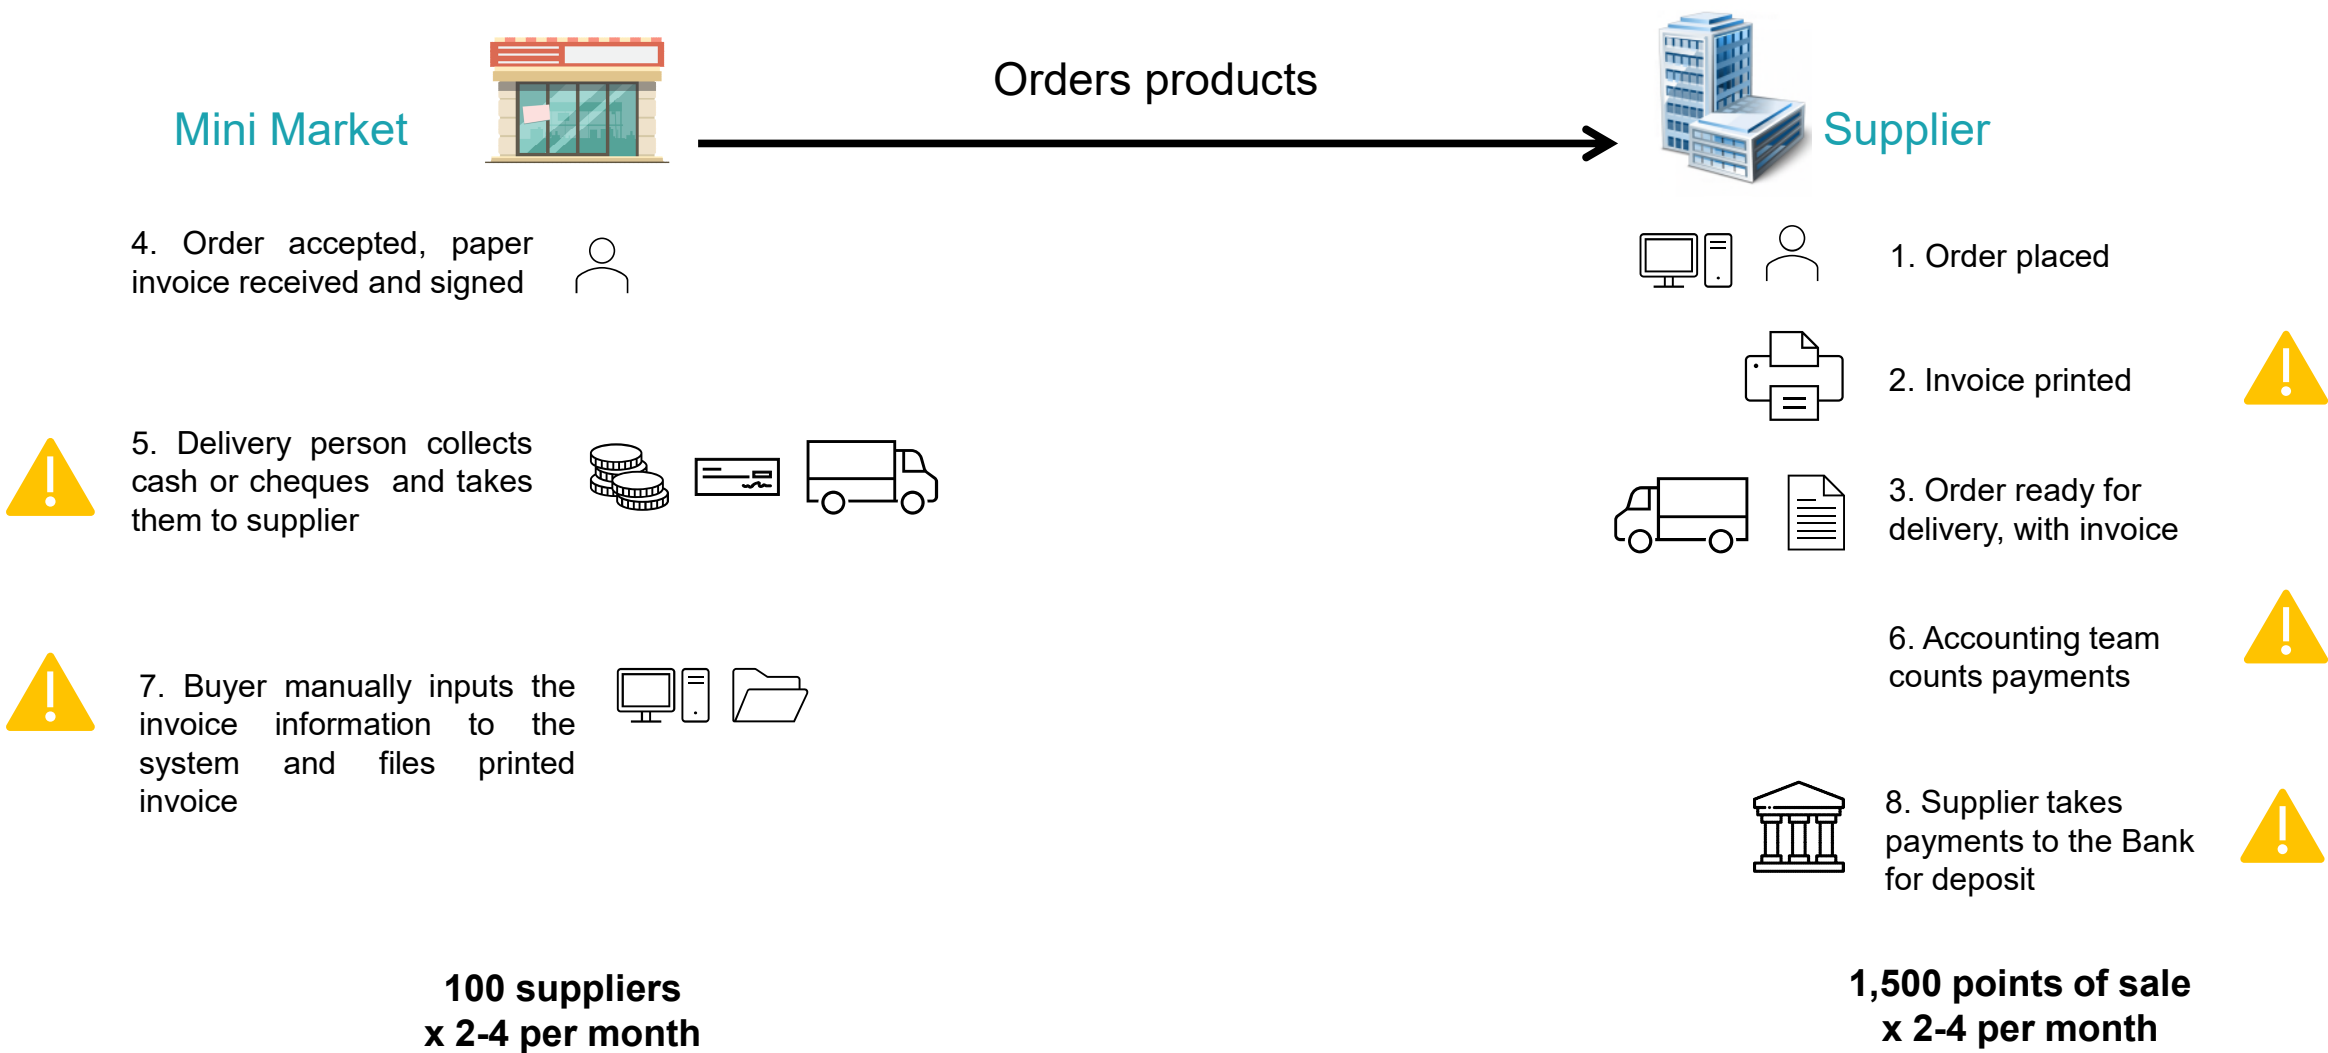 Orders products
Mini Market
Supplier
4. Order accepted, paper
invoice received and signed
5. Delivery person collects
cash or cheques and takes
them to supplier
7. Buyer manually inputs the
invoice information to the
system and files printed
invoice
100 suppliers
x 2-4 per month
1. Order placed
2. Invoice printed
3. Order ready for
delivery, with invoice
6. Accounting team
counts payments
8. Supplier takes
payments to the Bank
for deposit
1,500 points of sale
x 2-4 per month